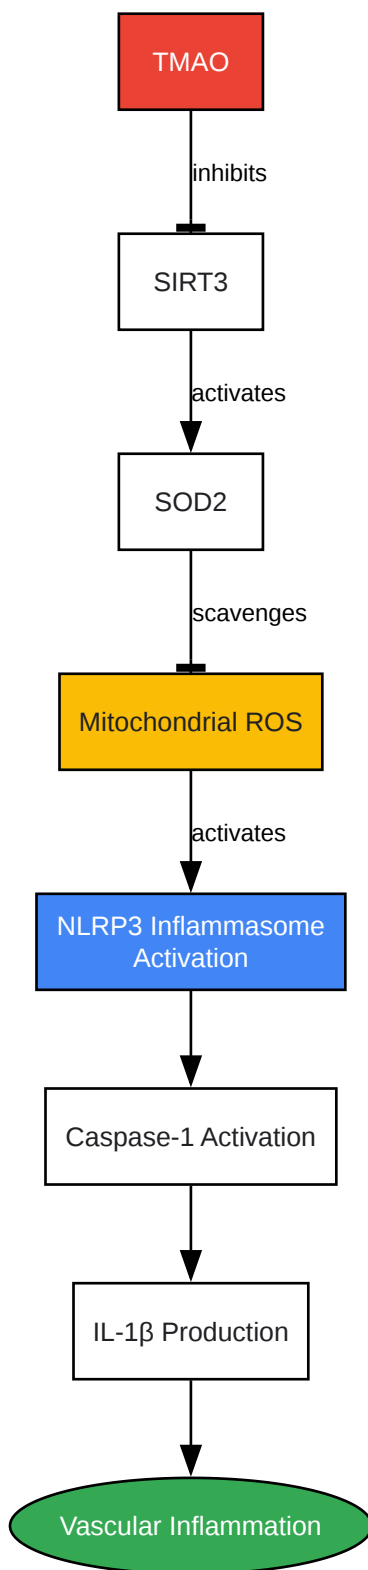 TMAO
inhibits
SIRT3
activates
SOD2
scavenges
Mitochondrial ROS
activates
NLRP3 Inflammasome
Activation
Caspase-1 Activation
IL-1β Production
Vascular Inflammation